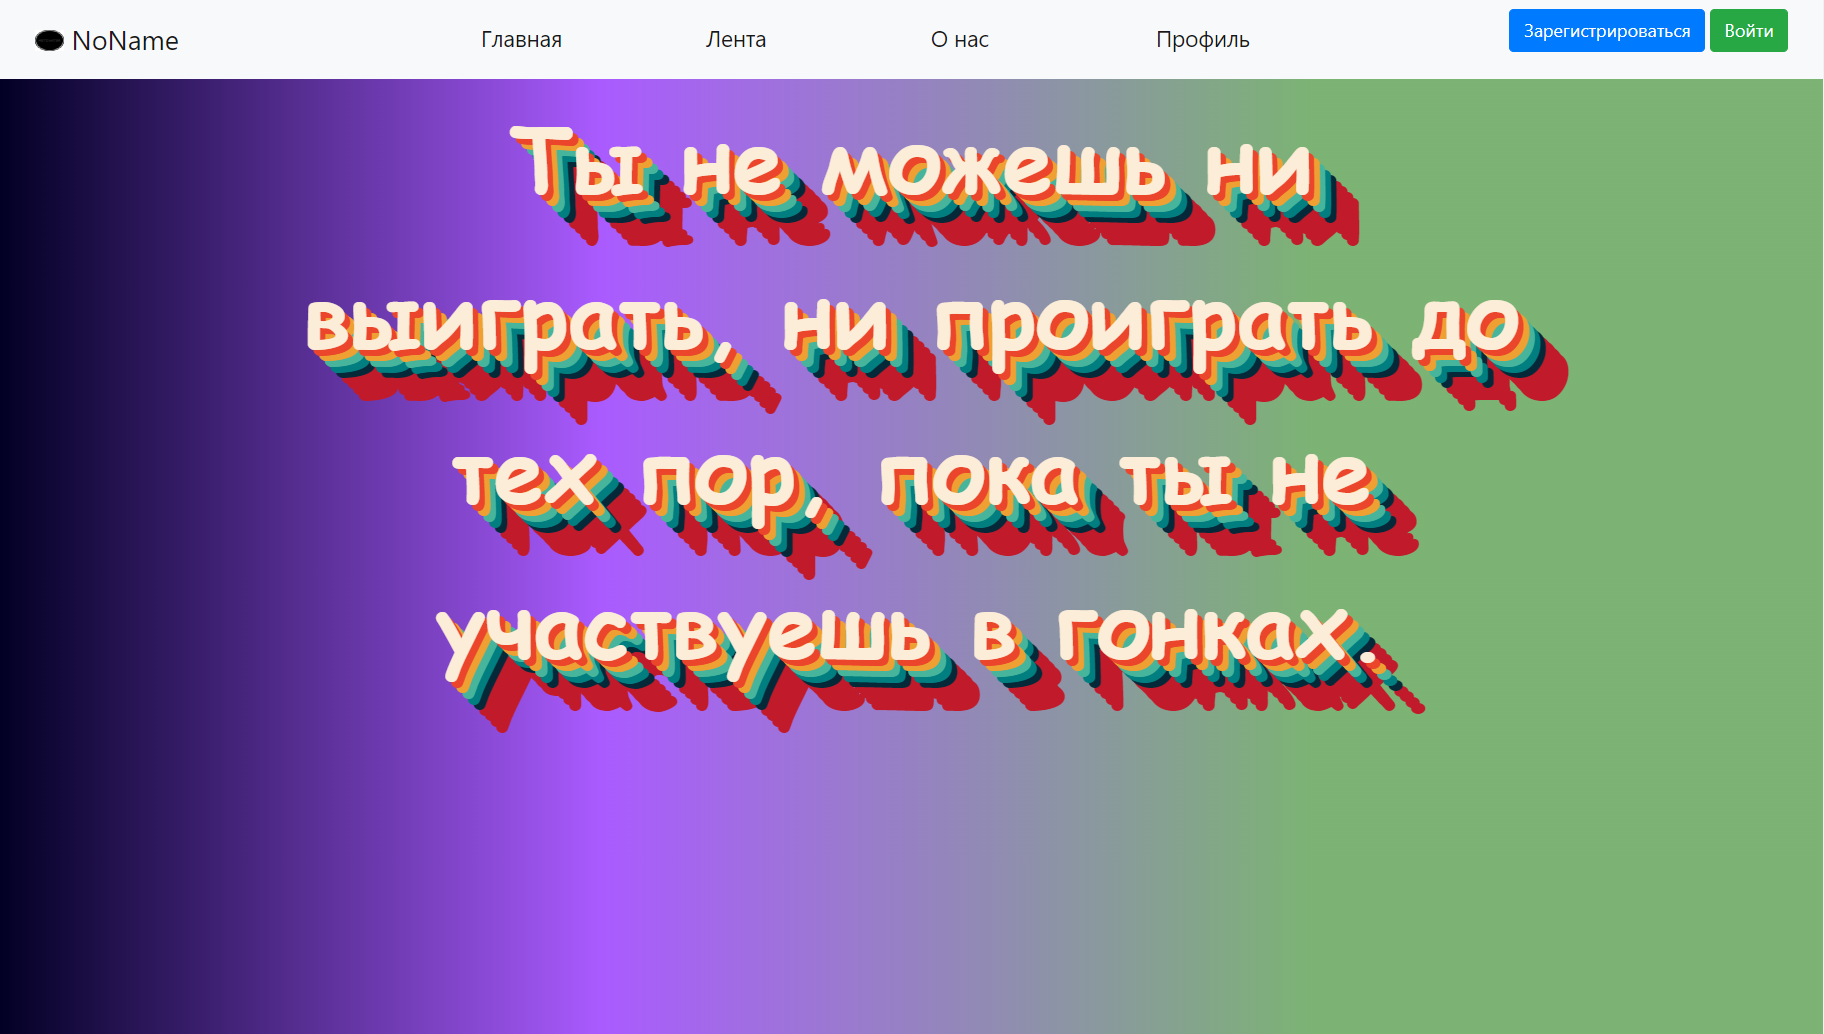 NoName
Главная
Лента
О нас
Профиль
Зарегистрироваться
Войти
Ты не можешь ни
выиграть, ни проиграть до
тех пор, пока ты не
участвуешь в гонках.